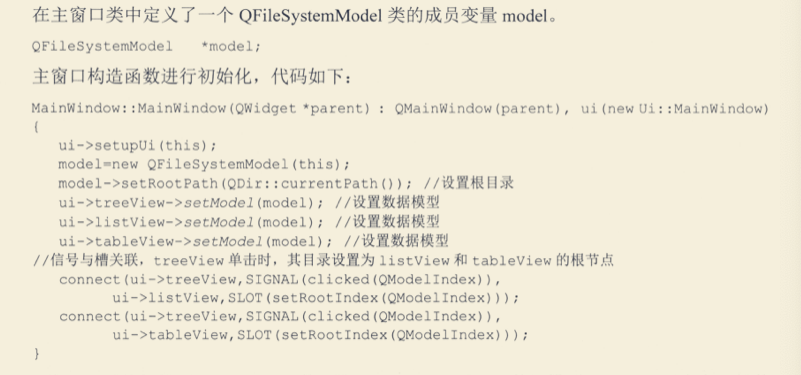 在主窗口类中定义了一个 QFileSystemModel 类的成员变量 model。
QFileSystemModel   *model;
主窗口构造函数进行初始化，代码如下：
MainWindow::MainWindow(QWidget *parent) : QMainWindow(parent), ui(new Ui::MainWindow)
{
   ui->setupUi(this);
   model=new QFileSystemModel(this);
   model->setRootPath(QDir::currentPath()); //设置根目录
   ui->treeView->setModel(model); //设置数据模型
   ui->listView->setModel(model); //设置数据模型
   ui->tableView->setModel(model); //设置数据模型
//信号与槽关联，treeView 单击时，其目录设置为 listView 和 tableView 的根节点
   connect(ui->treeView,SIGNAL(clicked(QModelIndex)),
         ui->listView,SLOT(setRootIndex(QModelIndex)));
   connect(ui->treeView,SIGNAL(clicked(QModelIndex)),
         ui->tableView,SLOT(setRootIndex(QModelIndex)));
}